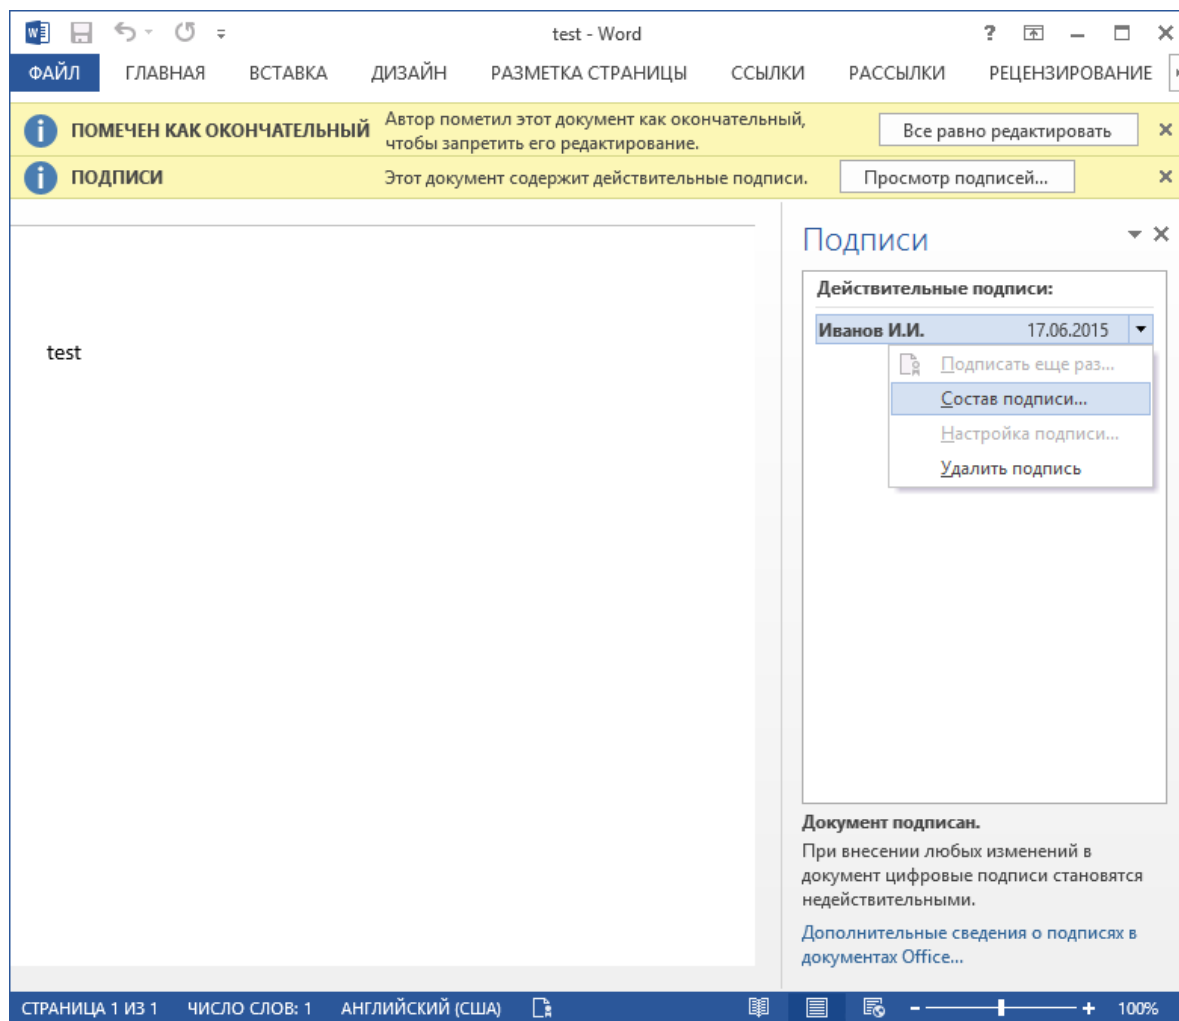 test - Word
ФАЙЛ ГЛАВНАЯ ВСТАВКА ДИЗАЙН РАЗМЕТКА СТРАНИЦЫ ССЫЛКИ РАССЫЛКИ РЕЦЕНЗИРОВАНИЕ
ПОМЕЧЕН КАК ОКОНЧАТЕЛЬНЫЙ Автор пометил этот документ как окончательный,
чтобы запретить его редактирование.
Все равно редактировать
ПОДПИСИ Этот документ содержит действительные подписи. Просмотр подписей...
test
Подписи
Действительные подписи:
Иванов И.И. 17.06.2015
Подписать еще раз...
Состав подписи...
Настройка подписи...
Удалить подпись
Документ подписан.
При внесении любых изменений в
документ цифровые подписи становятся
недействительными.
Дополнительные сведения о подписях в
документах Office...
СТРАНИЦА 1 ИЗ 1 ЧИСЛО СЛОВ: 1 АНГЛИЙСКИЙ (США) 100%